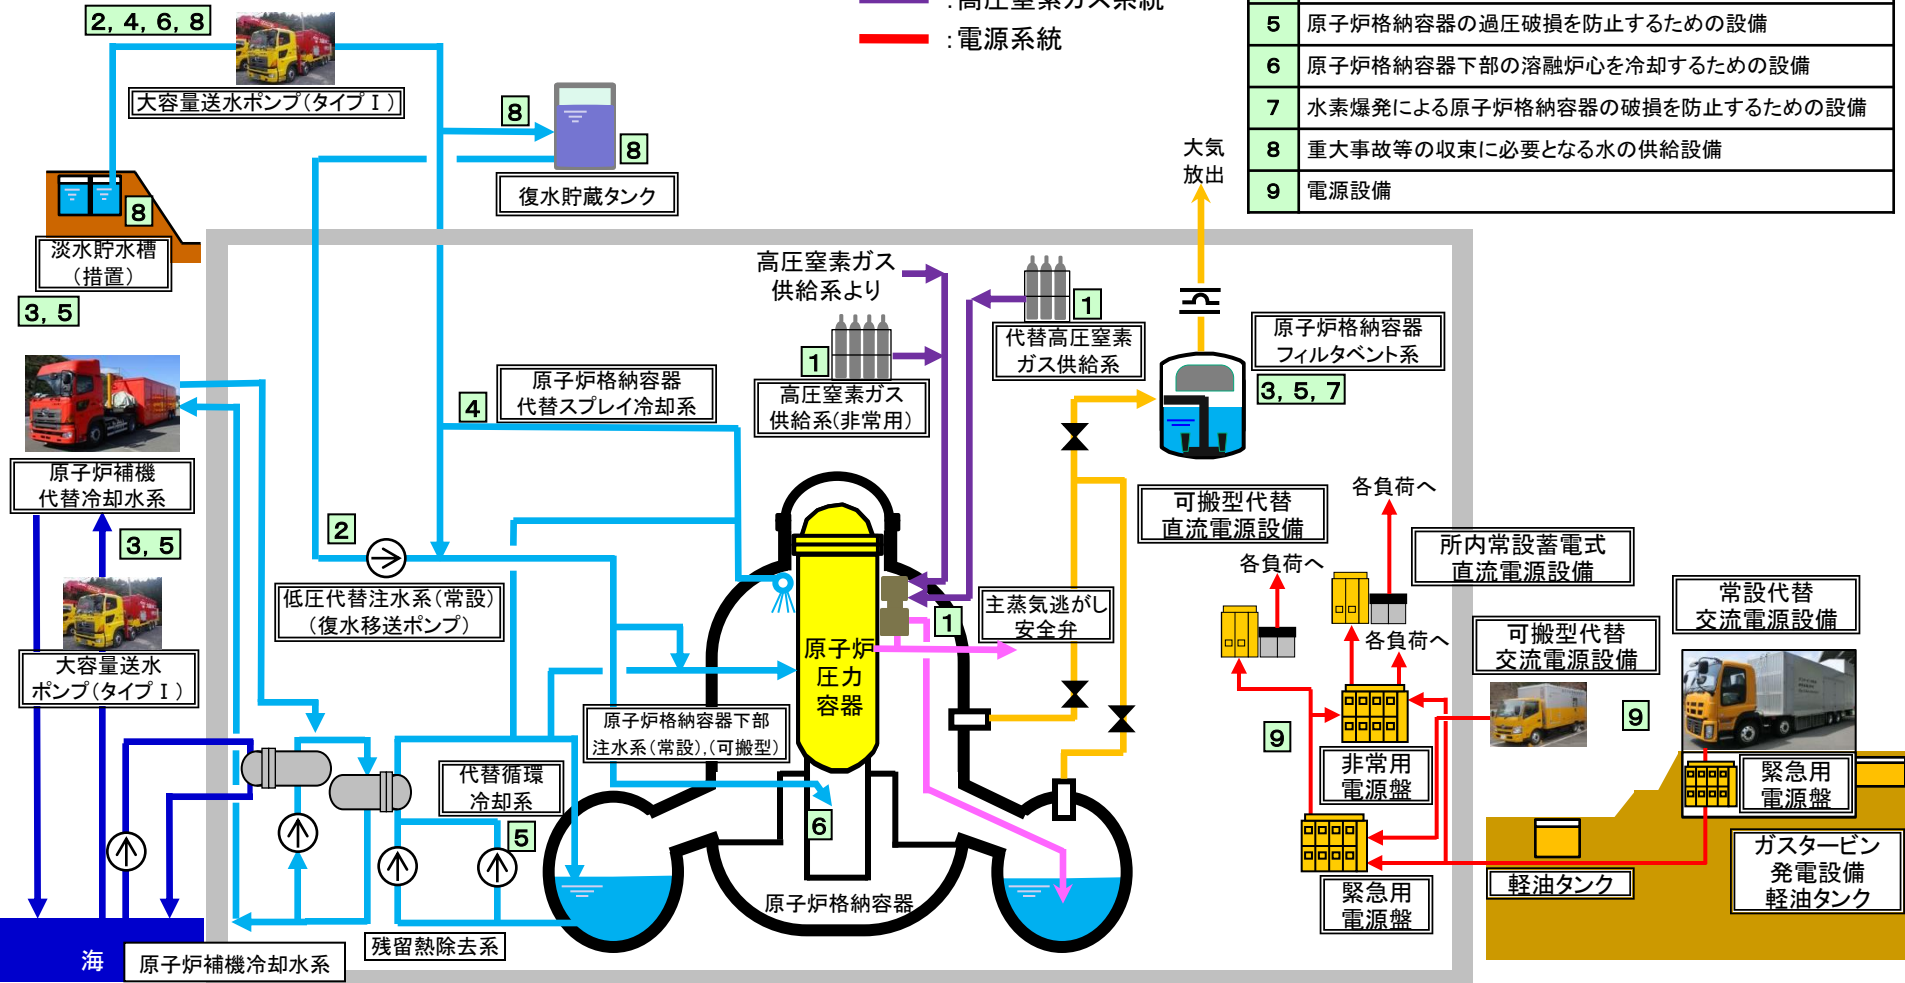 ：高圧窒素ガス系統
：電源系統
5 原子炉格納容器の過圧破損を防止するための設備
6 原子炉格納容器下部の溶融炉心を冷却するための設備
7 水素爆発による原子炉格納容器の破損を防止するための設備
8 重大事故等の収束に必要となる水の供給設備
9 電源設備
2, 4, 6, 8
大容量送水ポンプ(タイプⅠ)
8
8
復水貯蔵タンク
8
淡水貯水槽
(措置)
3, 5
大気
放出
高圧窒素ガス
供給系より
1
代替高圧窒素
ガス供給系
1
高圧窒素ガス
供給系(非常用)
原子炉格納容器
フィルタベント系
3, 5, 7
原子炉格納容器
代替スプレイ冷却系
4
原子炉補機
代替冷却水系
3, 5
大容量送水
ポンプ(タイプⅠ)
2
低圧代替注水系(常設)
(復水移送ポンプ)
原子炉
圧力
容器
1
主蒸気逃がし
安全弁
原子炉格納容器下部
注水系(常設),(可搬型)
代替循環
冷却系
5
6
原子炉格納容器
残留熱除去系
海
原子炉補機冷却水系
可搬型代替
直流電源設備
各負荷へ
各負荷へ
所内常設蓄電式
直流電源設備
各負荷へ
可搬型代替
交流電源設備
常設代替
交流電源設備
9
9
非常用
電源盤
緊急用
電源盤
緊急用
電源盤
軽油タンク
ガスタービン
発電設備
軽油タンク